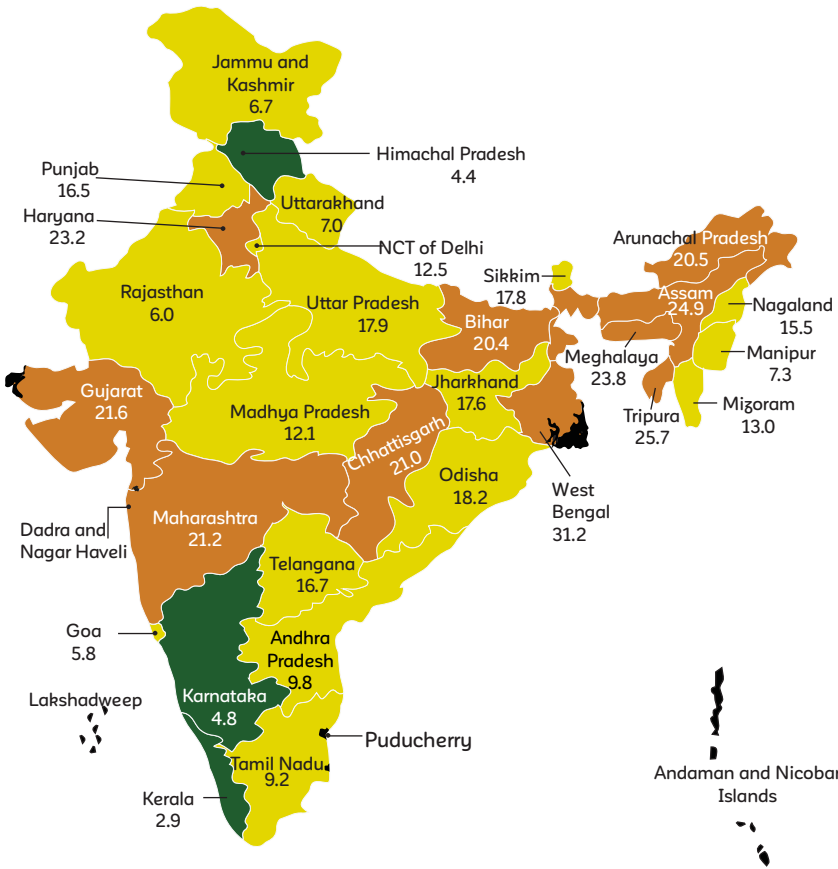 Jammu and
Kashmir
6.7
Himachal Pradesh
4.4
Punjab
16.5
Haryana
23.2
Uttarakhand
7.0
NCT of Delhi
12.5
Rajasthan
6.0
Uttar Pradesh
17.9
Sikkim
17.8
Arunachal Pradesh
20.5
Assam
24.9
Nagaland
15.5
Bihar
20.4
Meghalaya
23.8
Manipur
7.3
Gujarat
21.6
Jharkhand
17.6
Tripura
25.7
Mizoram
13.0
Madhya Pradesh
12.1
Chhattisgarh
21.0
Odisha
18.2
West
Bengal
31.2
Dadra and
Nagar Haveli
Maharashtra
21.2
Telangana
16.7
Goa
5.8
Andhra
Pradesh
9.8
Lakshadweep
Karnataka
4.8
Puducherry
Tamil Nadu
9.2
Andaman and Nicobar
Islands
Kerala
2.9